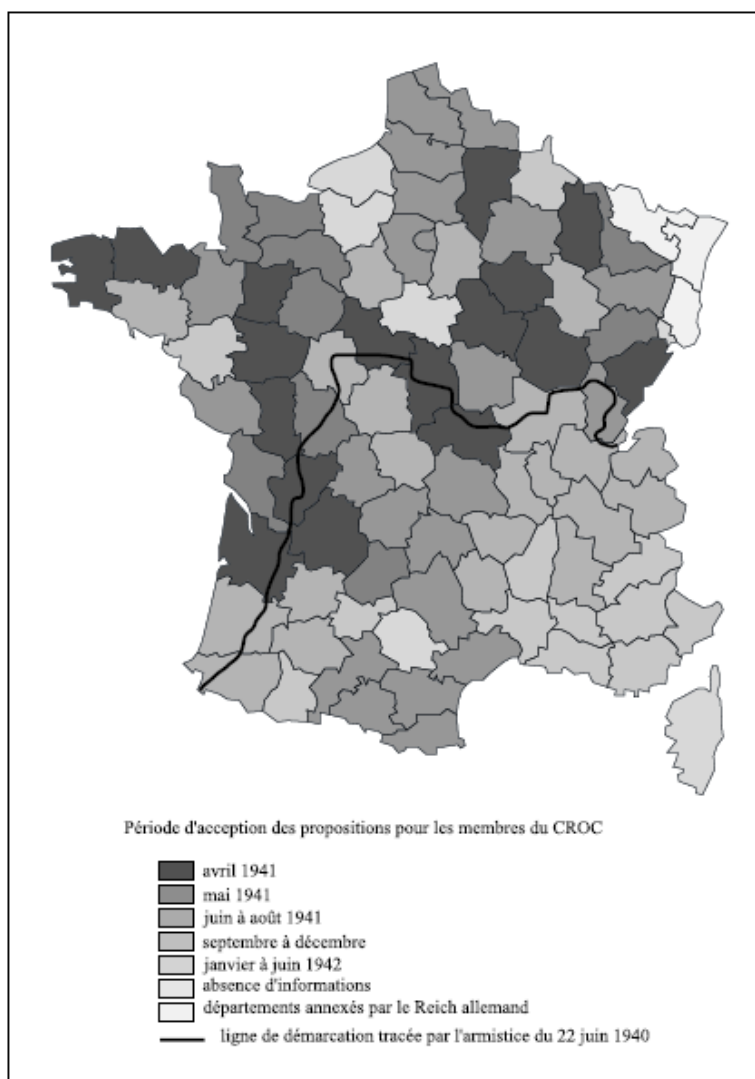 Période d'acception des propositions pour les membres du CROC
avril 1941
mai 1941
juin à août 1941
septembre à décembre
janvier à juin 1942
absence d'informations
départements annexés par le Reich allemand
ligne de démarcation tracée par l'armistice du 22 juin 1940